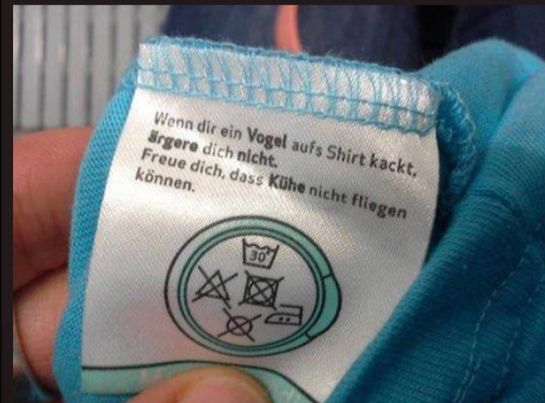 Wenn dir ein Vogel aufs Shirt kackt,
ärgere dich nicht.
Freue dich, dass Kühe nicht fliegen
können.
30°